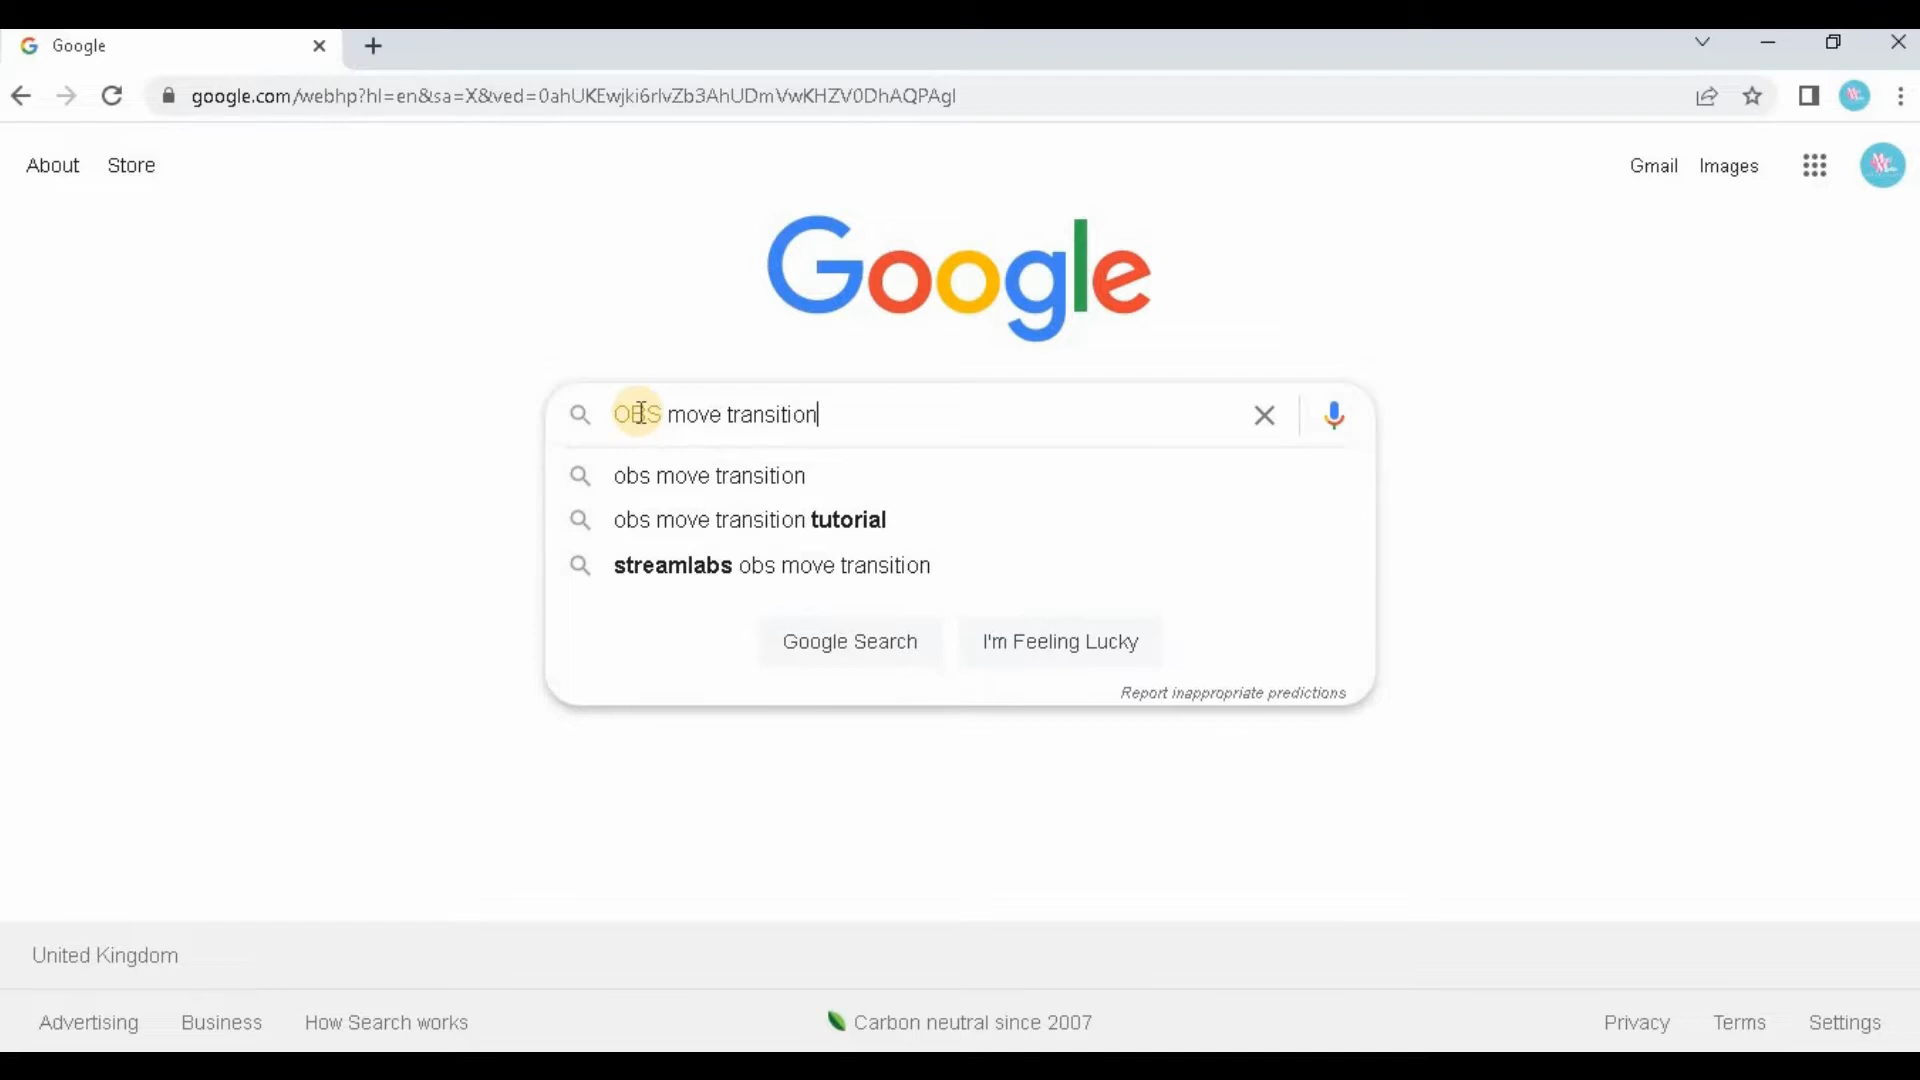 Google
google.com/webhp?hl=en&sa=X&ved=0ahUKEwjki6rlvZb3AhUDmVwKHZV0DhAQPAgI
About Store
Gmail Images
Google
OBS move transition
obs move transition
obs move transition tutorial
streamlabs obs move transition
Google Search I'm Feeling Lucky
Report inappropriate predictions
United Kingdom
Advertising Business How Search works
Carbon neutral since 2007
Privacy Terms Settings